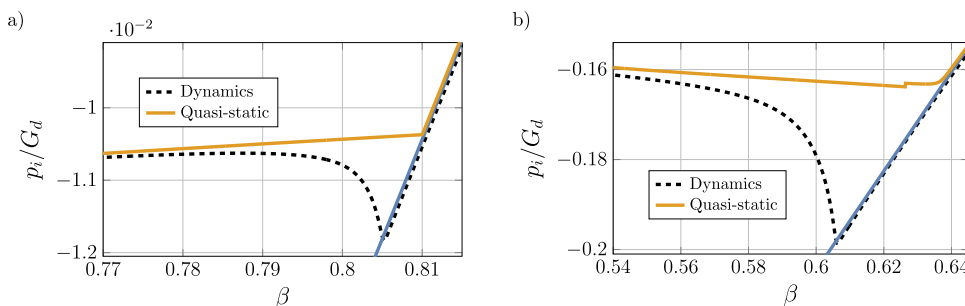 a)
·10⁻²
−1
−1.1
−1.2
p_i/G_d
Dynamics
Quasi-static
0.77 0.78 0.79 0.8 0.81
β
b)
−0.16
−0.18
−0.2
p_i/G_d
Dynamics
Quasi-static
0.54 0.56 0.58 0.6 0.62 0.64
β